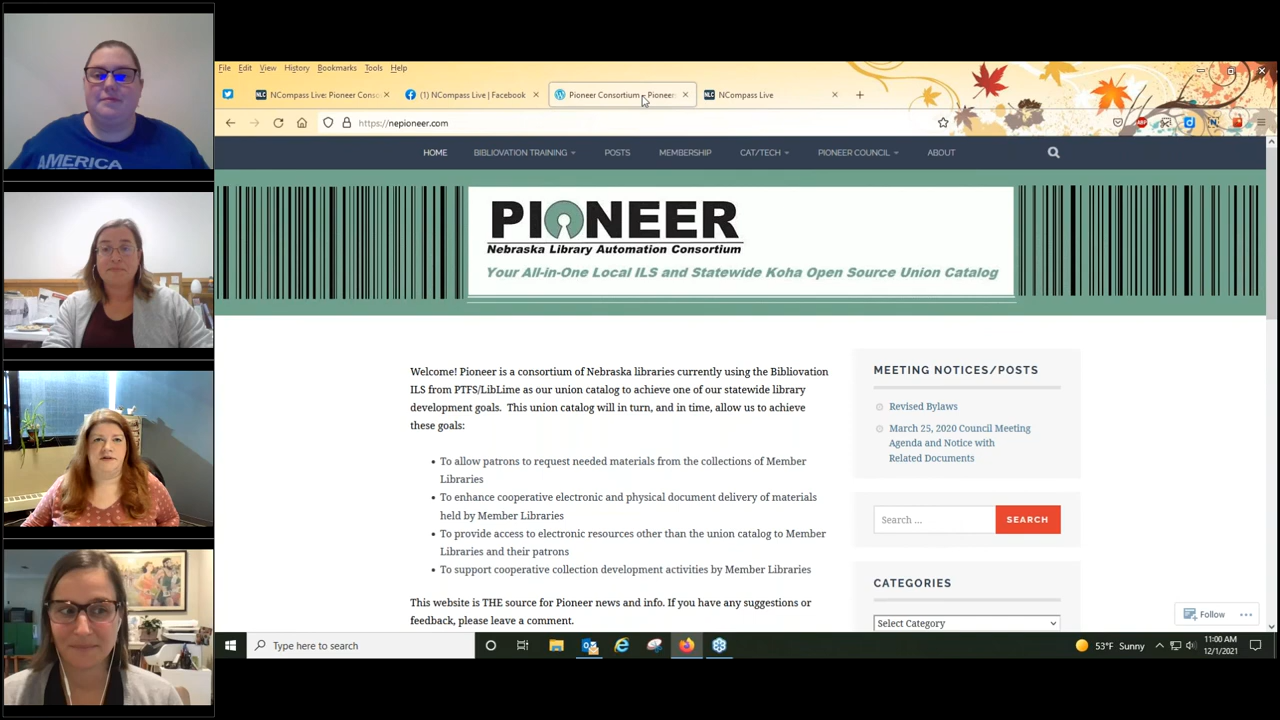 AMERICA
File Edit View History Bookmarks Tools Help
NCompass Live: Pioneer Cons
(1) NCompass Live | Facebook
Pioneer Consortium – Pioneer
NCompass Live
https://nepioneer.com
HOME BIBLIOVATION TRAINING POSTS MEMBERSHIP CAT/TECH PIONEER COUNCIL ABOUT
PIONEER
Nebraska Library Automation Consortium
Your All-in-One Local ILS and Statewide Koha Open Source Union Catalog
Welcome! Pioneer is a consortium of Nebraska libraries currently using the Bibliovation
ILS from PTFS/LibLime as our union catalog to achieve one of our statewide library
development goals. This union catalog will in turn, and in time, allow us to achieve
these goals:
• To allow patrons to request needed materials from the collections of Member
Libraries
• To enhance cooperative electronic and physical document delivery of materials
held by Member Libraries
• To provide access to electronic resources other than the union catalog to Member
Libraries and their patrons
• To support cooperative collection development activities by Member Libraries
This website is THE source for Pioneer news and info. If you have any suggestions or
feedback, please leave a comment.
MEETING NOTICES/POSTS
Revised Bylaws
March 25, 2020 Council Meeting
Agenda and Notice with
Related Documents
Search ... SEARCH
CATEGORIES
Select Category
Follow
Type here to search
53°F Sunny
11:00 AM
12/1/2021